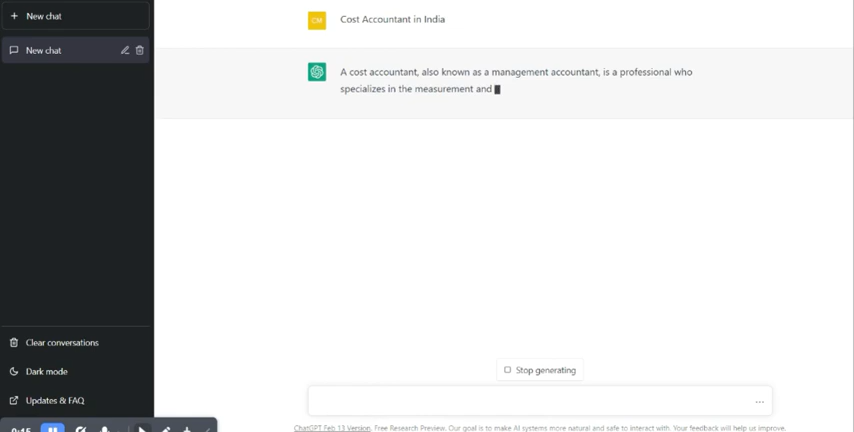 New chat
New chat
CM
Cost Accountant in India
A cost accountant, also known as a management accountant, is a professional who
specializes in the measurement and
Stop generating
Clear conversations
Dark mode
Updates & FAQ
0:15
ChatGPT Feb 13 Version. Free Research Preview. Our goal is to make AI systems more natural and safe to interact with. Your feedback will help us improve.